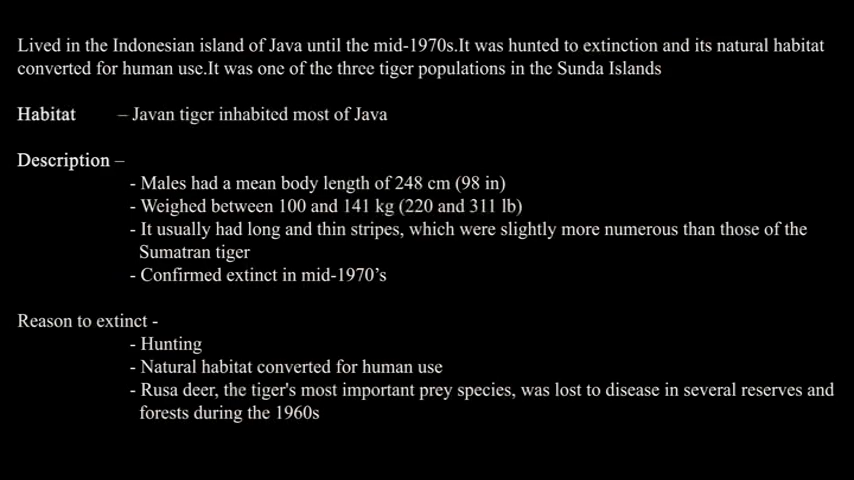 Lived in the Indonesian island of Java until the mid-1970s.It was hunted to extinction and its natural habitat
converted for human use.It was one of the three tiger populations in the Sunda Islands
Habitat – Javan tiger inhabited most of Java
Description –
- Males had a mean body length of 248 cm (98 in)
- Weighed between 100 and 141 kg (220 and 311 lb)
- It usually had long and thin stripes, which were slightly more numerous than those of the
Sumatran tiger
- Confirmed extinct in mid-1970’s
Reason to extinct -
- Hunting
- Natural habitat converted for human use
- Rusa deer, the tiger's most important prey species, was lost to disease in several reserves and
forests during the 1960s